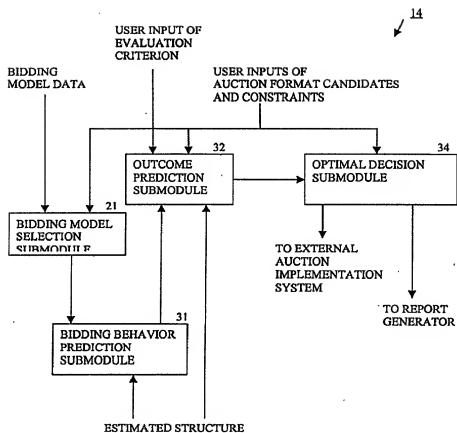 14
USER INPUT OF
EVALUATION
CRITERION
BIDDING
MODEL DATA
USER INPUTS OF
AUCTION FORMAT CANDIDATES
AND CONSTRAINTS
32
OUTCOME
PREDICTION
SUBMODULE
34
OPTIMAL DECISION
SUBMODULE
21
BIDDING MODEL
SELECTION
SUBMODULE
TO EXTERNAL
AUCTION
IMPLEMENTATION
SYSTEM
TO REPORT
GENERATOR
31
BIDDING BEHAVIOR
PREDICTION
SUBMODULE
ESTIMATED STRUCTURE